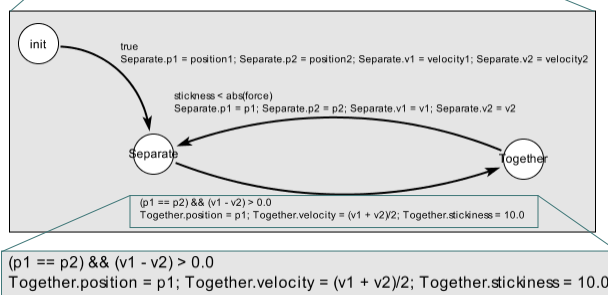 init
true
Separate.p1 = position1; Separate.p2 = position2; Separate.v1 = velocity1; Separate.v2 = velocity2
stickness < abs(force)
Separate.p1 = p1; Separate.p2 = p2; Separate.v1 = v1; Separate.v2 = v2
Separate
Together
(p1 == p2) && (v1 - v2) > 0.0
Together.position = p1; Together.velocity = (v1 + v2)/2; Together.stickiness = 10.0
(p1 == p2) && (v1 - v2) > 0.0
Together.position = p1; Together.velocity = (v1 + v2)/2; Together.stickiness = 10.0